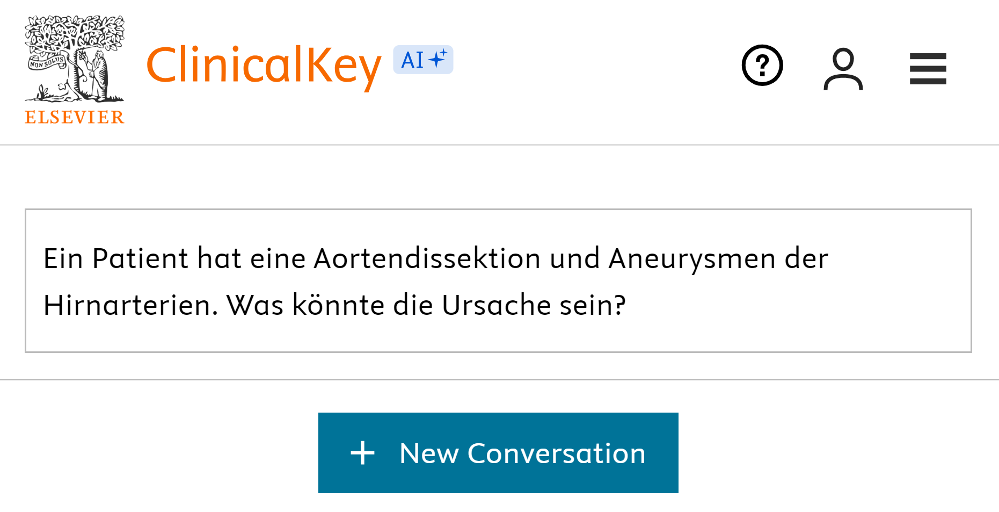 NON SOLUS
ELSEVIER
ClinicalKey AI
?
Ein Patient hat eine Aortendissektion und Aneurysmen der
Hirnarterien. Was könnte die Ursache sein?
+ New Conversation